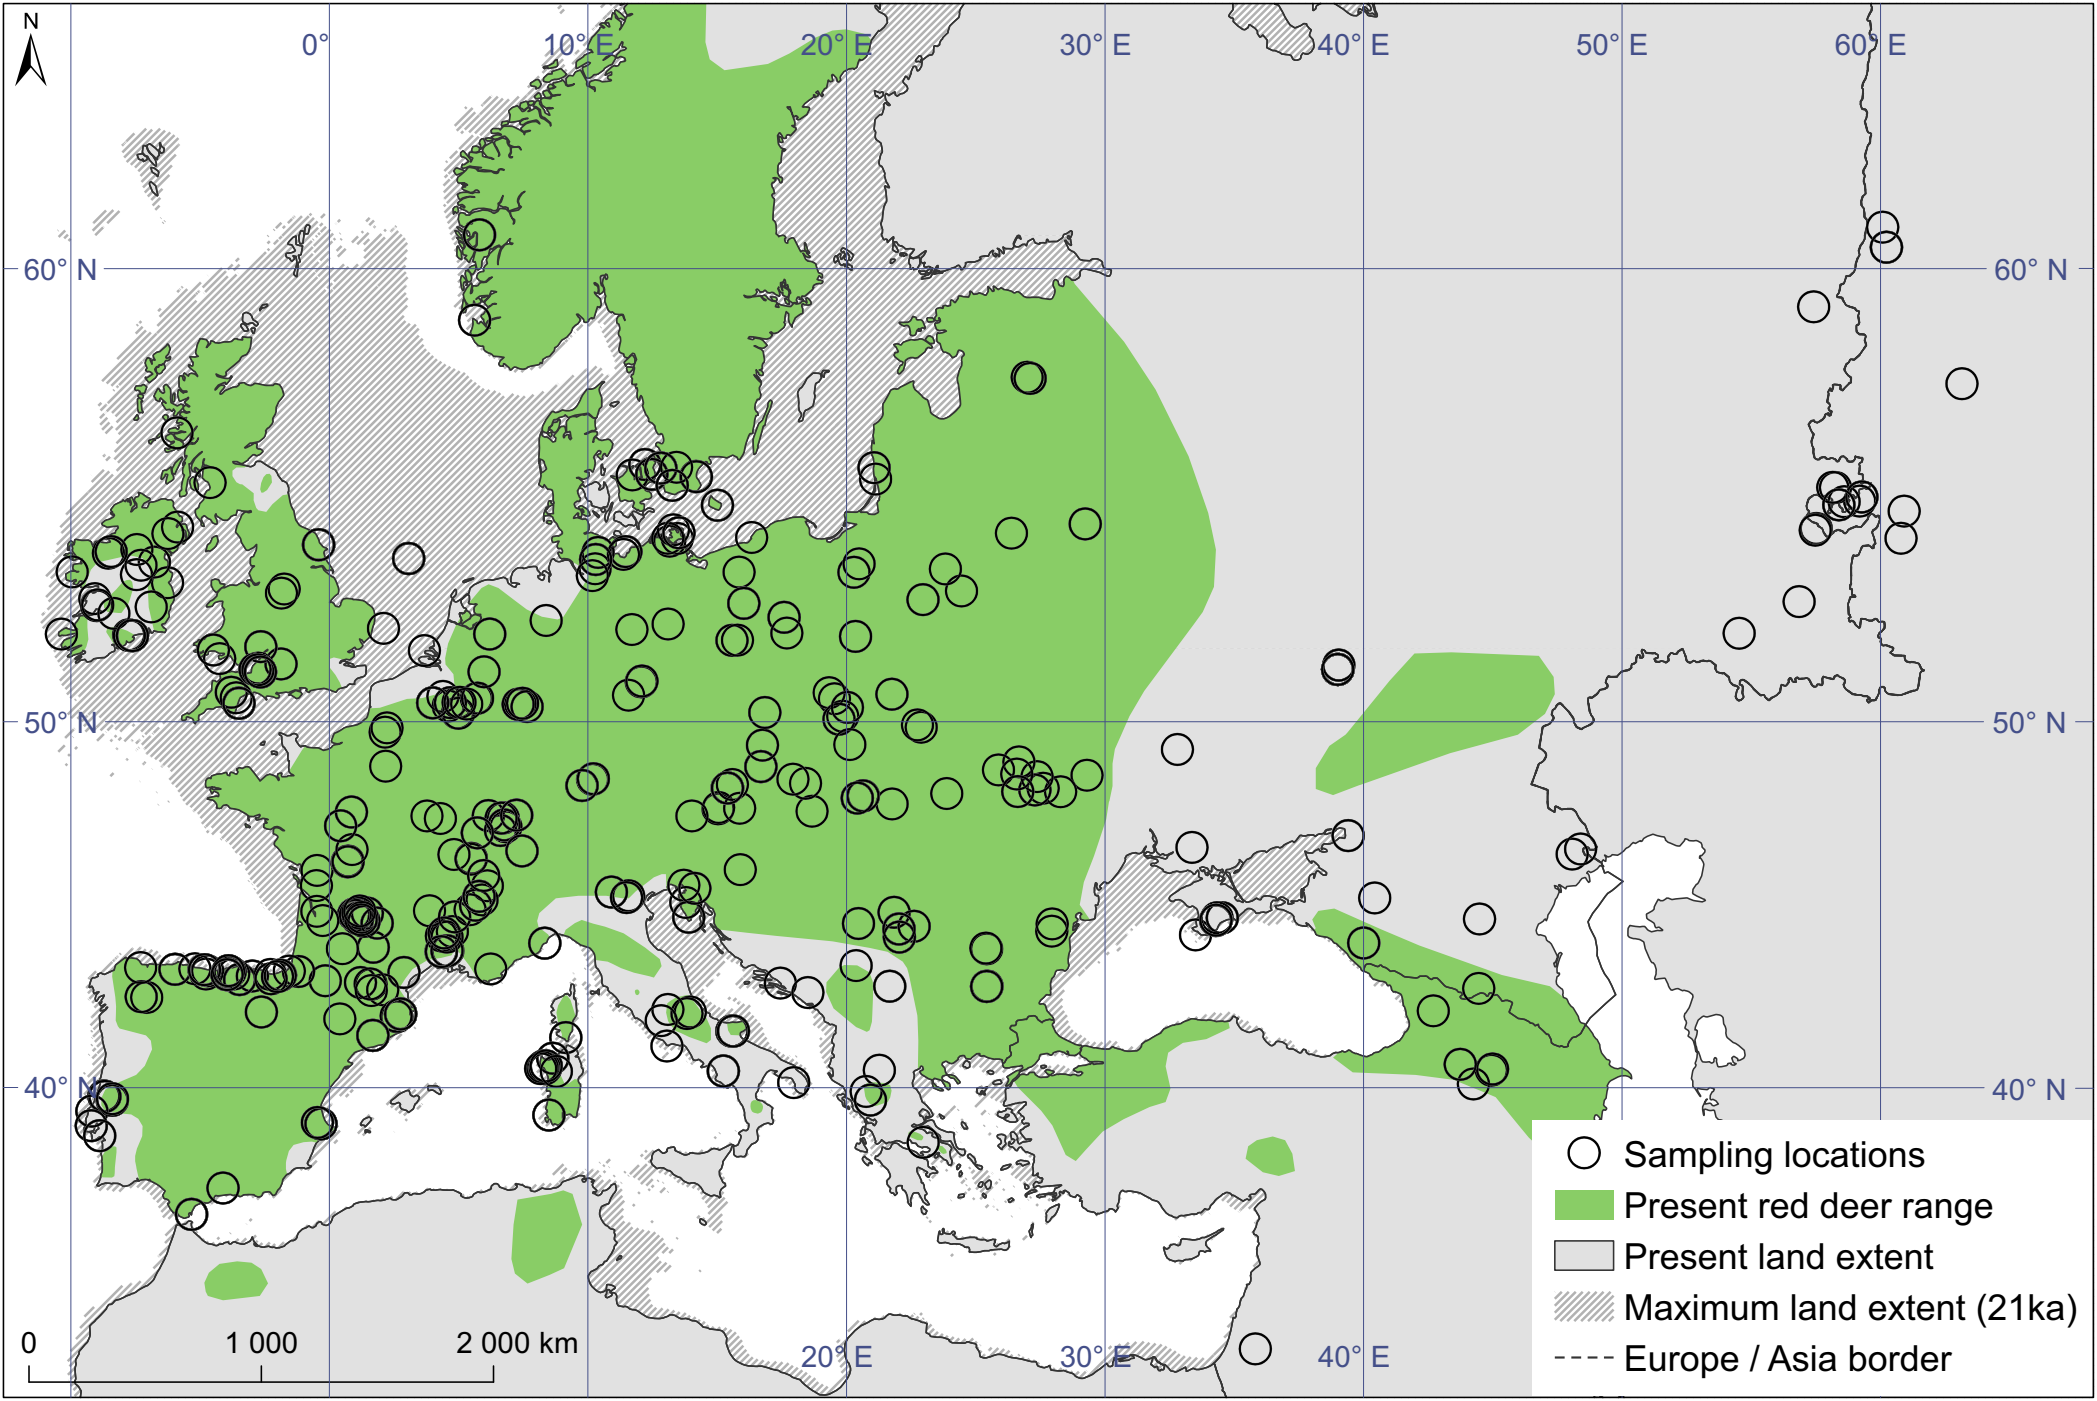 N
0° 10° E 20° E 30° E 40° E 50° E 60° E
60° N 60° N
50° N 50° N
40° N 40° N
Sampling locations
Present red deer range
Present land extent
Maximum land extent (21ka)
Europe / Asia border
0 1 000 2 000 km
20° E 30° E 40° E